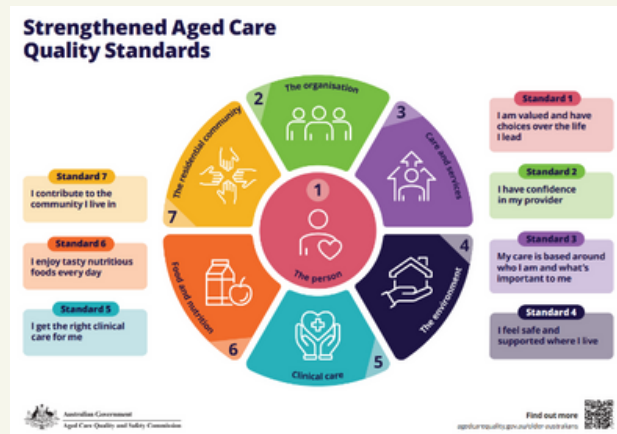 Strengthened Aged Care
Quality Standards
2
The organisation
3
Care and services
4
The environment
5
Clinical care
6
Food and nutrition
7
The residential community
1
The person
Standard 7
I contribute to the
community I live in
Standard 6
I enjoy tasty nutritious
foods every day
Standard 5
I get the right clinical
care for me
Standard 1
I am valued and have
choices over the life
I lead
Standard 2
I have confidence
in my provider
Standard 3
My care is based around
who I am and what's
important to me
Standard 4
I feel safe and
supported where I live
Australian Government
Aged Care Quality and Safety Commission
Find out more
agedcarequality.gov.au/older-australians